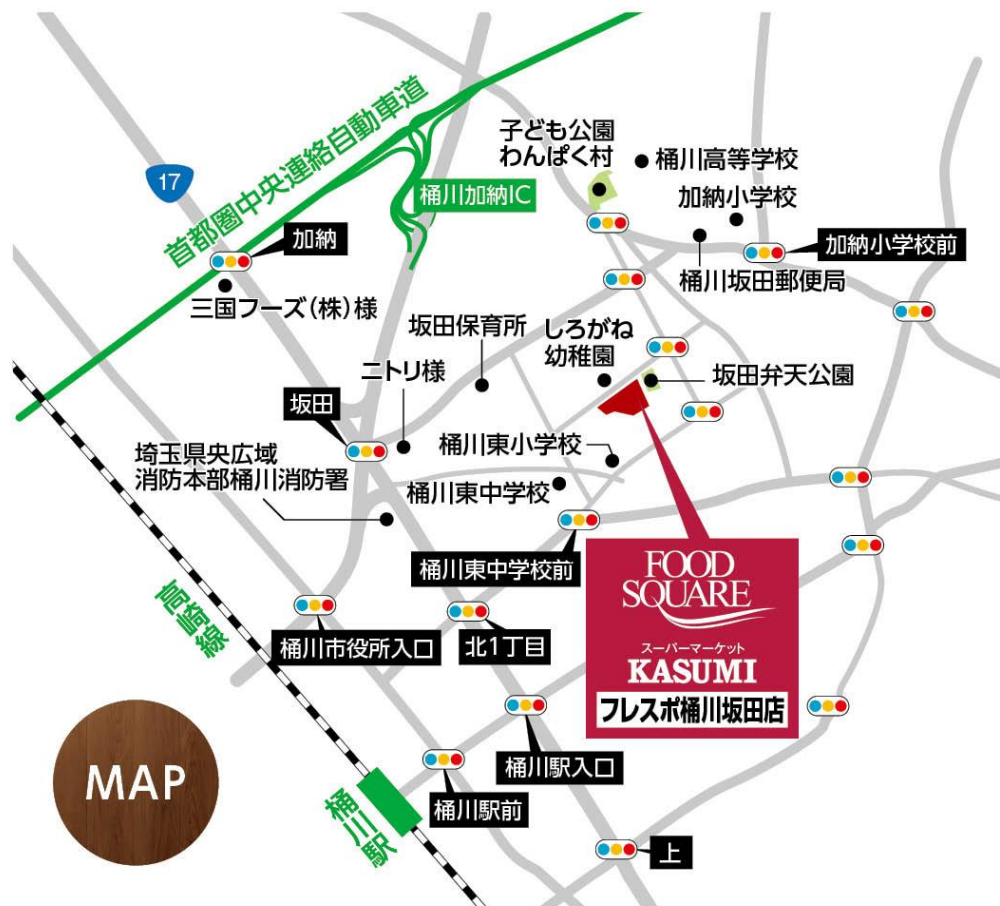 子ども公園
わんぱく村
桶川高等学校
加納小学校
17
首都圏中央連絡自動車道
桶川加納IC
加納
加納小学校前
桶川坂田郵便局
三国フーズ(株)様
坂田保育所
しろがね
幼稚園
ニトリ様
坂田弁天公園
坂田
埼玉県央広域
消防本部桶川消防署
桶川東小学校
桶川東中学校
桶川東中学校前
FOOD
SQUARE
スーパーマーケット
KASUMI
フレスポ桶川坂田店
高崎線
桶川市役所入口
北1丁目
桶川駅入口
MAP
桶川駅前
桶川駅
上